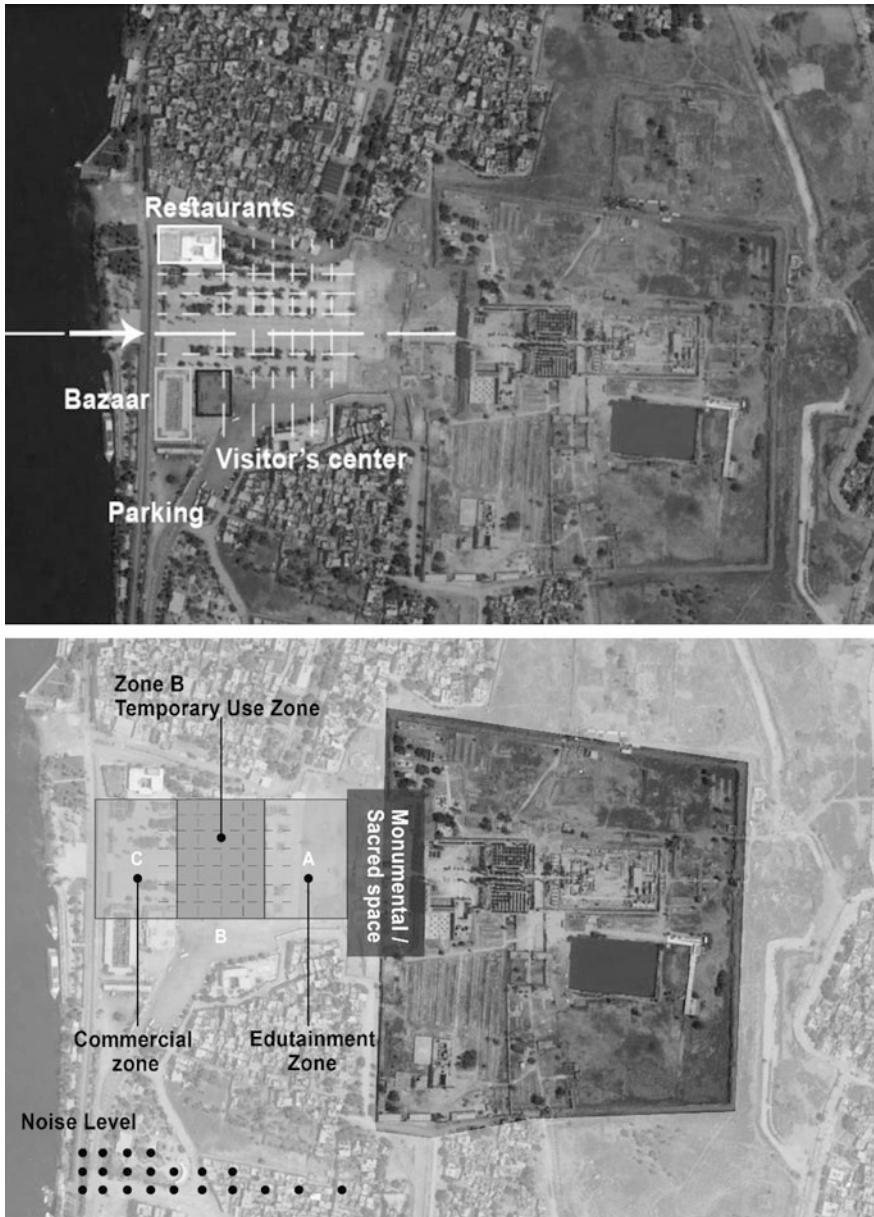 Restaurants
Bazaar
Visitor's center
Parking
Zone B
Temporary Use Zone
Monumental /
Sacred space
C
A
B
Commercial
zone
Edutainment
Zone
Noise Level